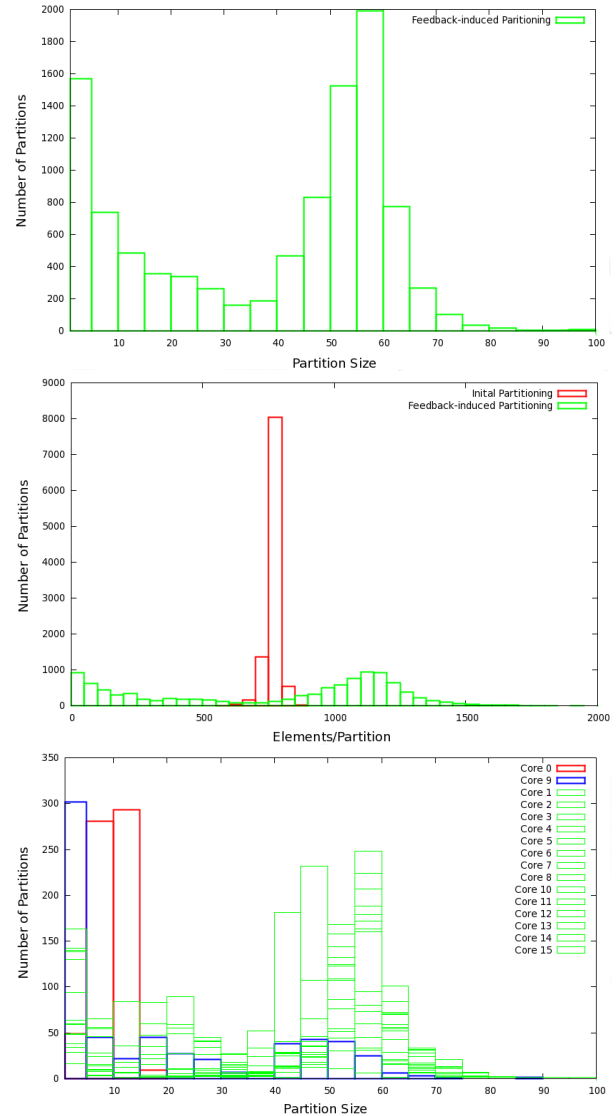 Feedback-induced Paritioning
2000
1800
1600
1400
1200
1000
800
600
400
200
0
Number of Partitions
10 20 30 40 50 60 70 80 90 100
Partition Size
Inital Partitioning
Feedback-induced Partitioning
9000
8000
7000
6000
5000
4000
3000
2000
1000
0
Number of Partitions
0 500 1000 1500 2000
Elements/Partition
Core 0
Core 9
Core 1
Core 2
Core 3
Core 4
Core 5
Core 6
Core 7
Core 8
Core 10
Core 11
Core 12
Core 13
Core 14
Core 15
350
300
250
200
150
100
50
0
Number of Partitions
10 20 30 40 50 60 70 80 90 100
Partition Size